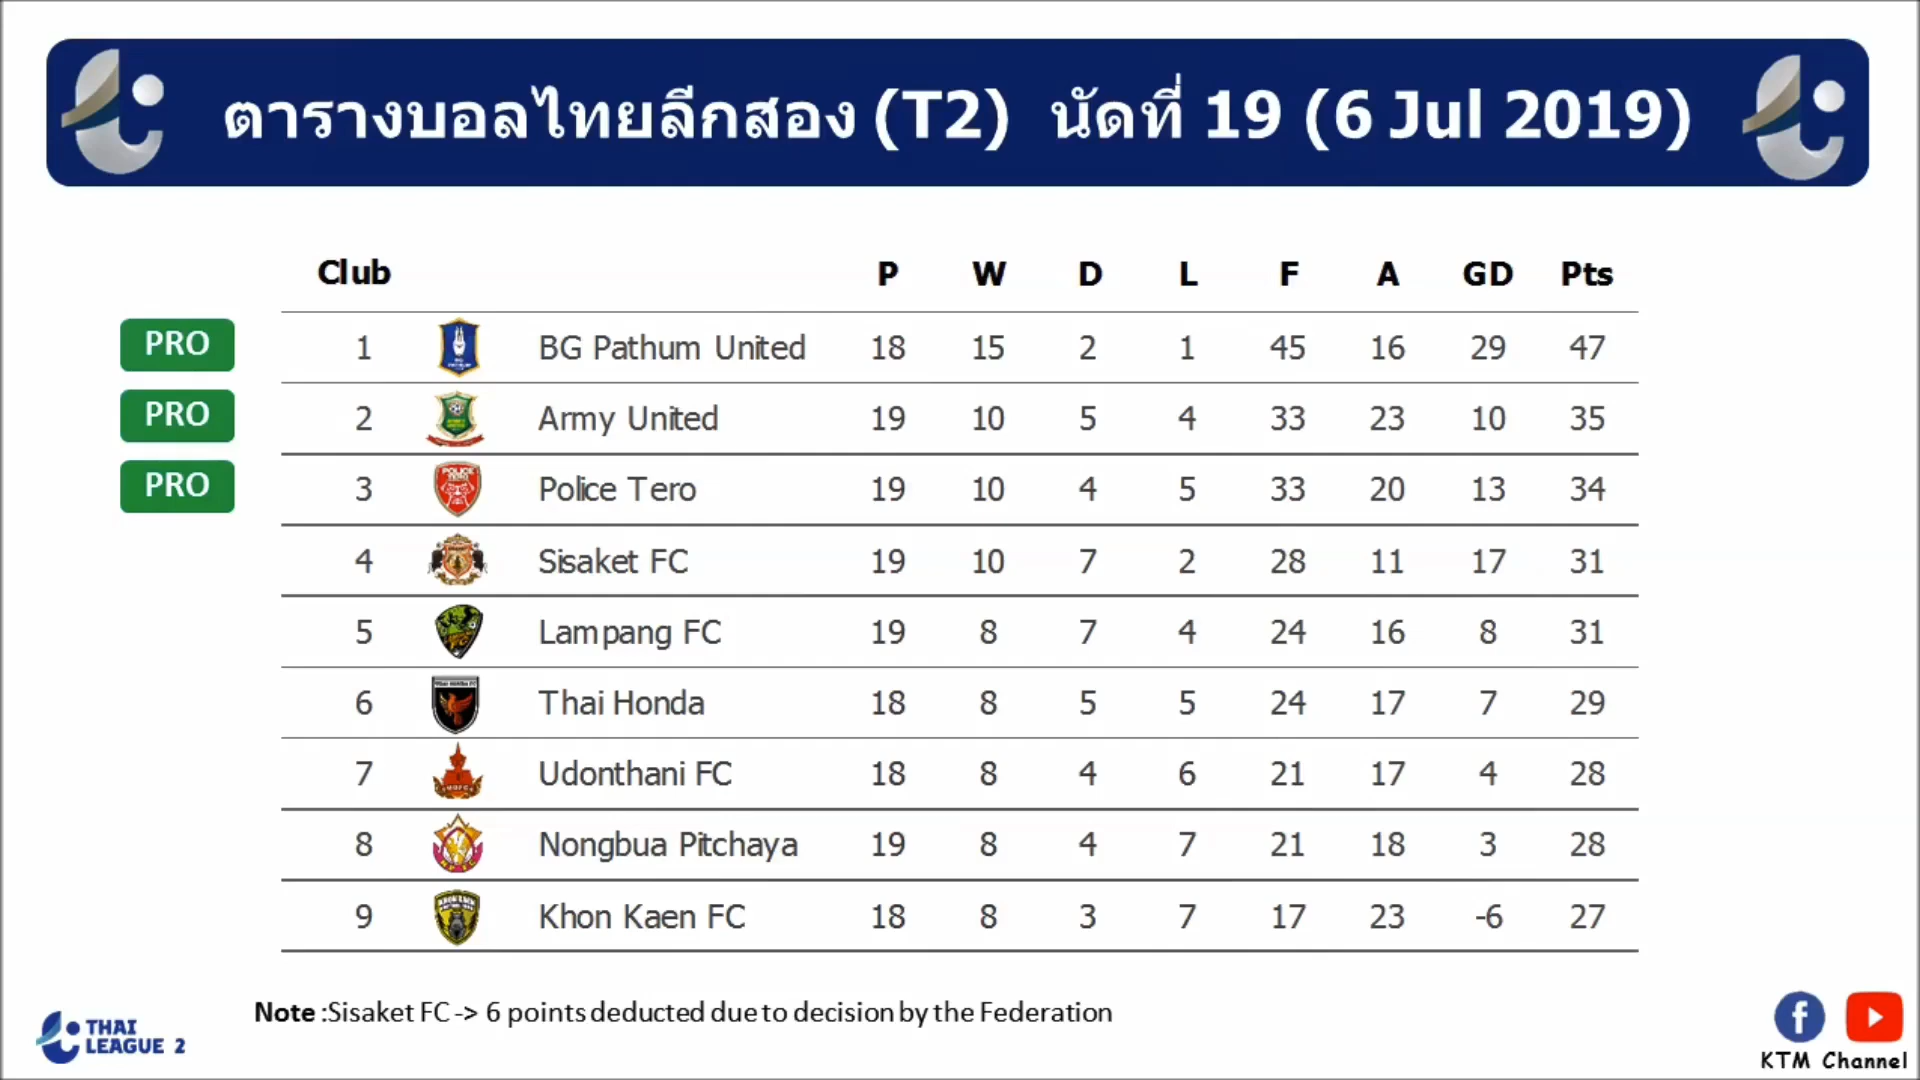 ตารางบอลไทยลีกสอง (T2) นัดที่ 19 (6 Jul 2019)
Club P W D L F A GD Pts
PRO 1 BG Pathum United 18 15 2 1 45 16 29 47
PRO 2 Army United 19 10 5 4 33 23 10 35
PRO 3 Police Tero 19 10 4 5 33 20 13 34
4 Sisaket FC 19 10 7 2 28 11 17 31
5 Lampang FC 19 8 7 4 24 16 8 31
6 Thai Honda 18 8 5 5 24 17 7 29
7 Udonthani FC 18 8 4 6 21 17 4 28
8 Nongbua Pitchaya 19 8 4 7 21 18 3 28
9 Khon Kaen FC 18 8 3 7 17 23 -6 27
Note :Sisaket FC -> 6 points deducted due to decision by the Federation
THAI
LEAGUE 2
KTM Channel